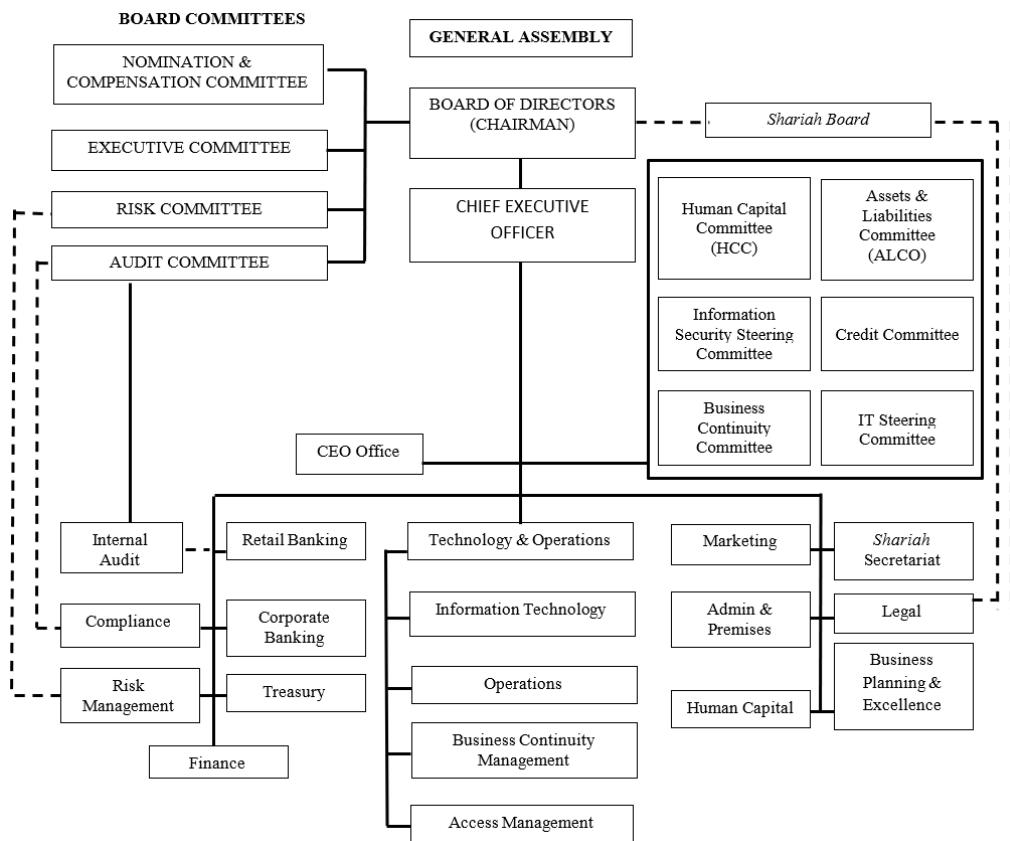 BOARD COMMITTEES
GENERAL ASSEMBLY
NOMINATION &
COMPENSATION COMMITTEE
BOARD OF DIRECTORS
(CHAIRMAN)
Shariah Board
EXECUTIVE COMMITTEE
RISK COMMITTEE
AUDIT COMMITTEE
CHIEF EXECUTIVE
OFFICER
Human Capital
Committee
(HCC)
Assets &
Liabilities
Committee
(ALCO)
Information
Security Steering
Committee
Credit Committee
Business
Continuity
Committee
IT Steering
Committee
CEO Office
Internal
Audit
Retail Banking
Technology & Operations
Marketing
Shariah
Secretariat
Compliance
Corporate
Banking
Information Technology
Admin &
Premises
Legal
Risk
Management
Treasury
Operations
Human Capital
Business
Planning &
Excellence
Finance
Business Continuity
Management
Access Management